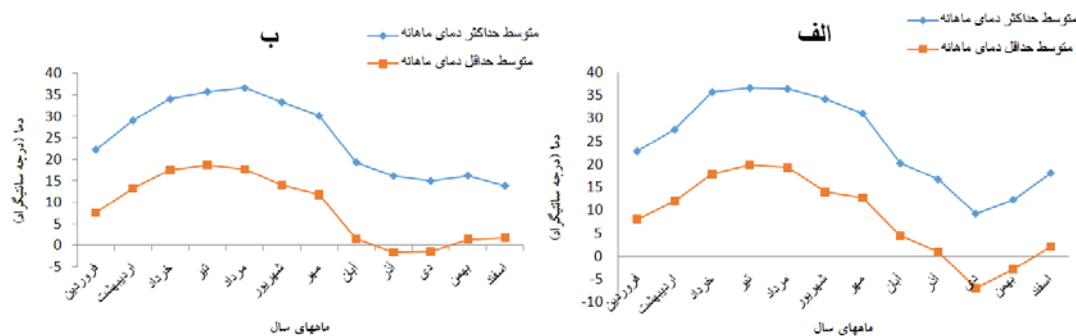 الف
متوسط حداکثر دمای ماهانه
متوسط حداقل دمای ماهانه
40
35
30
25
20
15
10
5
0
-5
-10
دما (درجه سانتیگراد)
فروردین
اردیبهشت
خرداد
تیر
مرداد
شهریور
مهر
آبان
آذر
دی
بهمن
اسفند
ماههای سال
ب
متوسط حداکثر دمای ماهانه
متوسط حداقل دمای ماهانه
40
35
30
25
20
15
10
5
0
-5
دما (درجه سانتیگراد)
فروردین
اردیبهشت
خرداد
تیر
مرداد
شهریور
مهر
آبان
آذر
دی
بهمن
اسفند
ماههای سال